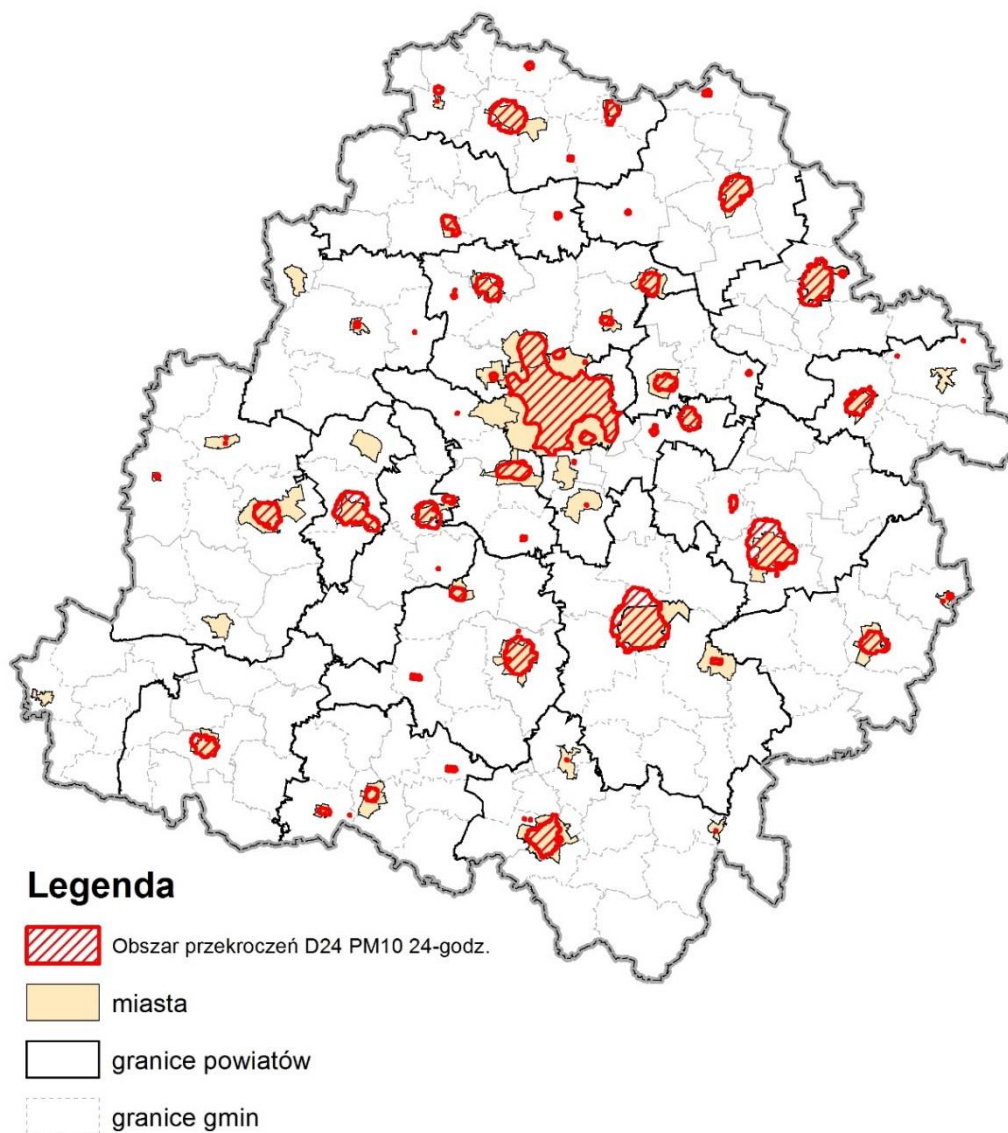 Legenda
Obszar przekroczeń D24 PM10 24-godz.
miasta
granice powiatów
granice gmin